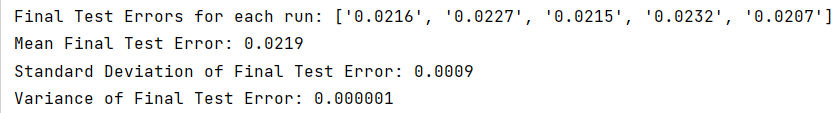 Final Test Errors for each run: ['0.0216', '0.0227', '0.0215', '0.0232', '0.0207']
Mean Final Test Error: 0.0219
Standard Deviation of Final Test Error: 0.0009
Variance of Final Test Error: 0.000001